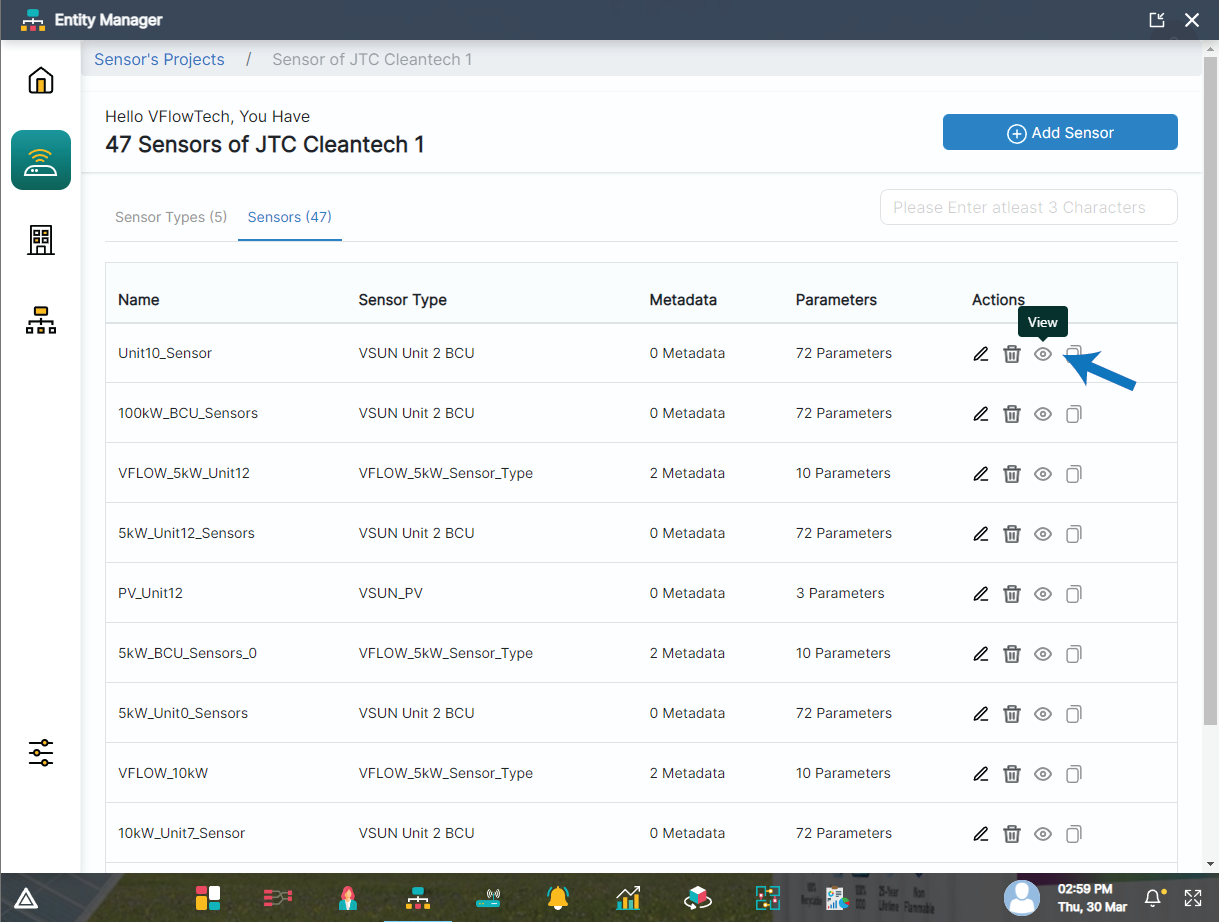 Entity Manager
Sensor's Projects / Sensor of JTC Cleantech 1
Hello VFlowTech, You Have
47 Sensors of JTC Cleantech 1
Add Sensor
Sensor Types (5) Sensors (47)
Please Enter atleast 3 Characters
Name Sensor Type Metadata Parameters Actions
View
Unit10_Sensor VSUN Unit 2 BCU 0 Metadata 72 Parameters
100kW_BCU_Sensors VSUN Unit 2 BCU 0 Metadata 72 Parameters
VFLOW_5kW_Unit12 VFLOW_5kW_Sensor_Type 2 Metadata 10 Parameters
5kW_Unit12_Sensors VSUN Unit 2 BCU 0 Metadata 72 Parameters
PV_Unit12 VSUN_PV 0 Metadata 3 Parameters
5kW_BCU_Sensors_0 VFLOW_5kW_Sensor_Type 2 Metadata 10 Parameters
5kW_Unit0_Sensors VSUN Unit 2 BCU 0 Metadata 72 Parameters
VFLOW_10kW VFLOW_5kW_Sensor_Type 2 Metadata 10 Parameters
10kW_Unit7_Sensor VSUN Unit 2 BCU 0 Metadata 72 Parameters
02:59 PM
Thu, 30 Mar